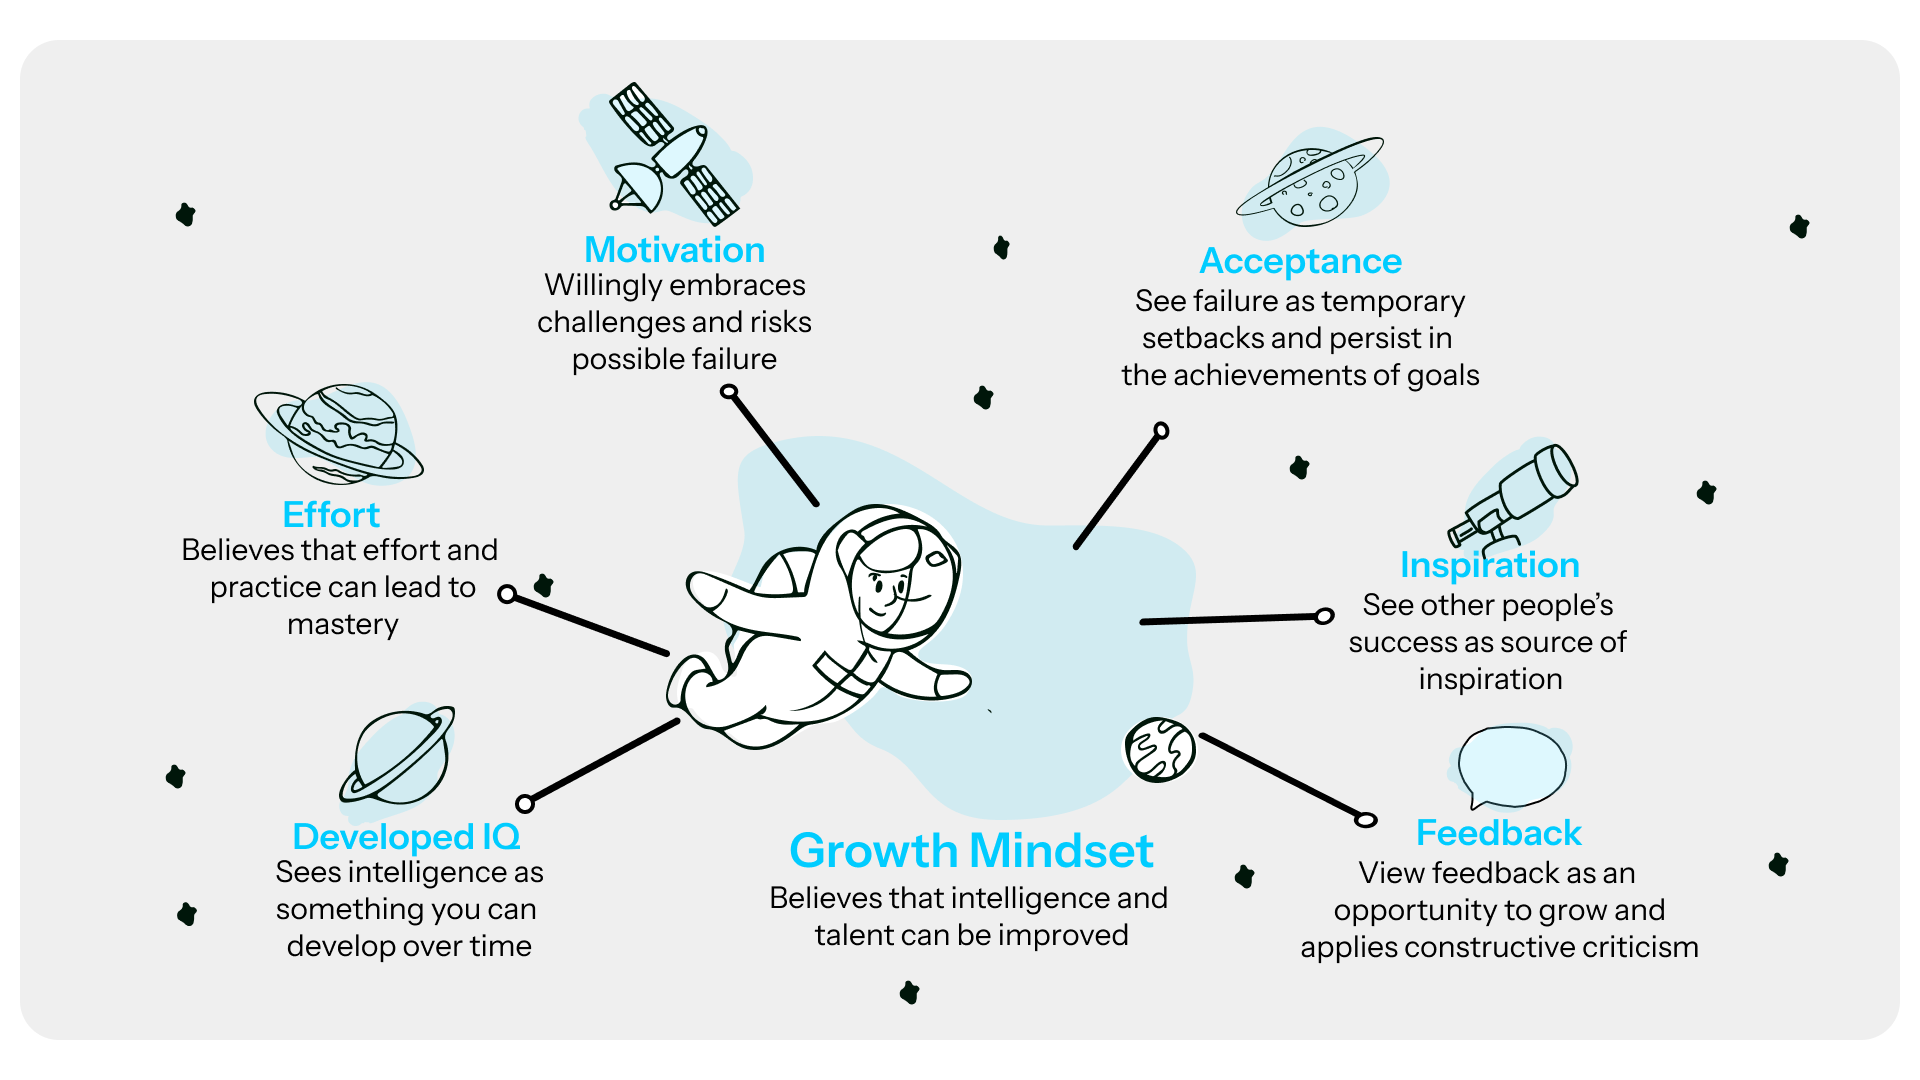 Motivation
Willingly embraces
challenges and risks
possible failure
Acceptance
See failure as temporary
setbacks and persist in
the achievements of goals
Effort
Believes that effort and
practice can lead to
mastery
Inspiration
See other people’s
success as source of
inspiration
Developed IQ
Sees intelligence as
something you can
develop over time
Growth Mindset
Believes that intelligence and
talent can be improved
Feedback
View feedback as an
opportunity to grow and
applies constructive criticism